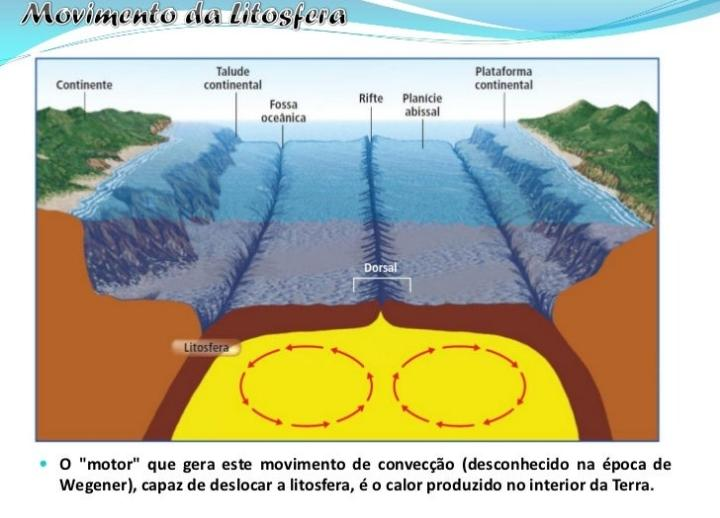 Movimento da Litosfera
Continente
Talude
continental
Fossa
oceânica
Rifte
Planície
abissal
Plataforma
continental
Dorsal
Litosfera
• O "motor" que gera este movimento de convecção (desconhecido na época de
Wegener), capaz de deslocar a litosfera, é o calor produzido no interior da Terra.